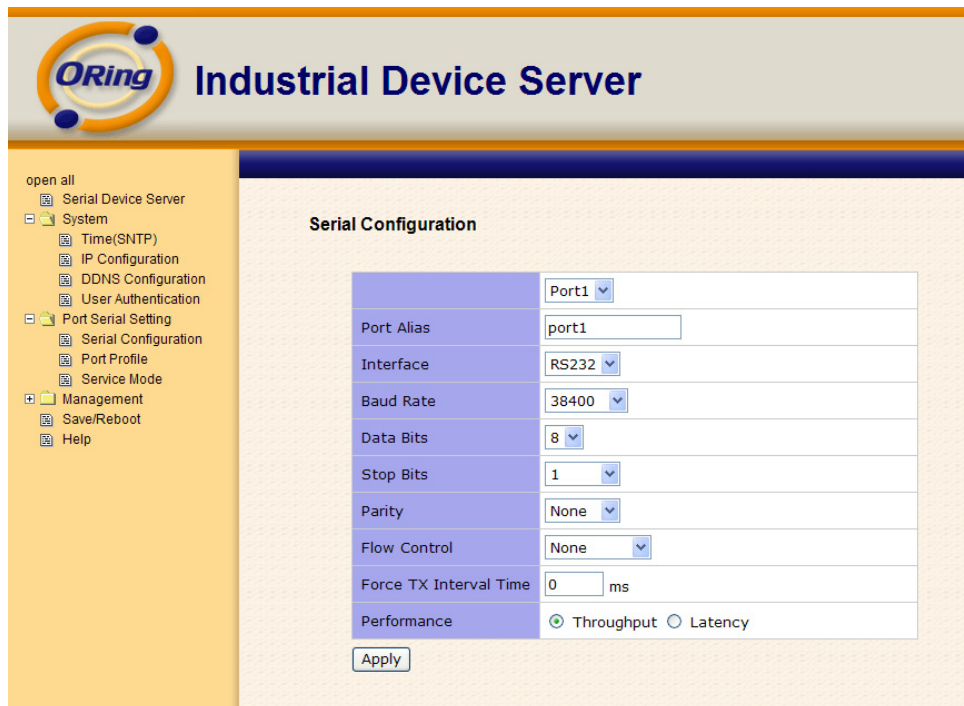 ORing
Industrial Device Server
open all
Serial Device Server
System
Time(SNTP)
IP Configuration
DDNS Configuration
User Authentication
Port Serial Setting
Serial Configuration
Port Profile
Service Mode
Management
Save/Reboot
Help
Serial Configuration
Port1
Port Alias port1
Interface RS232
Baud Rate 38400
Data Bits 8
Stop Bits 1
Parity None
Flow Control None
Force TX Interval Time 0 ms
Performance Throughput Latency
Apply